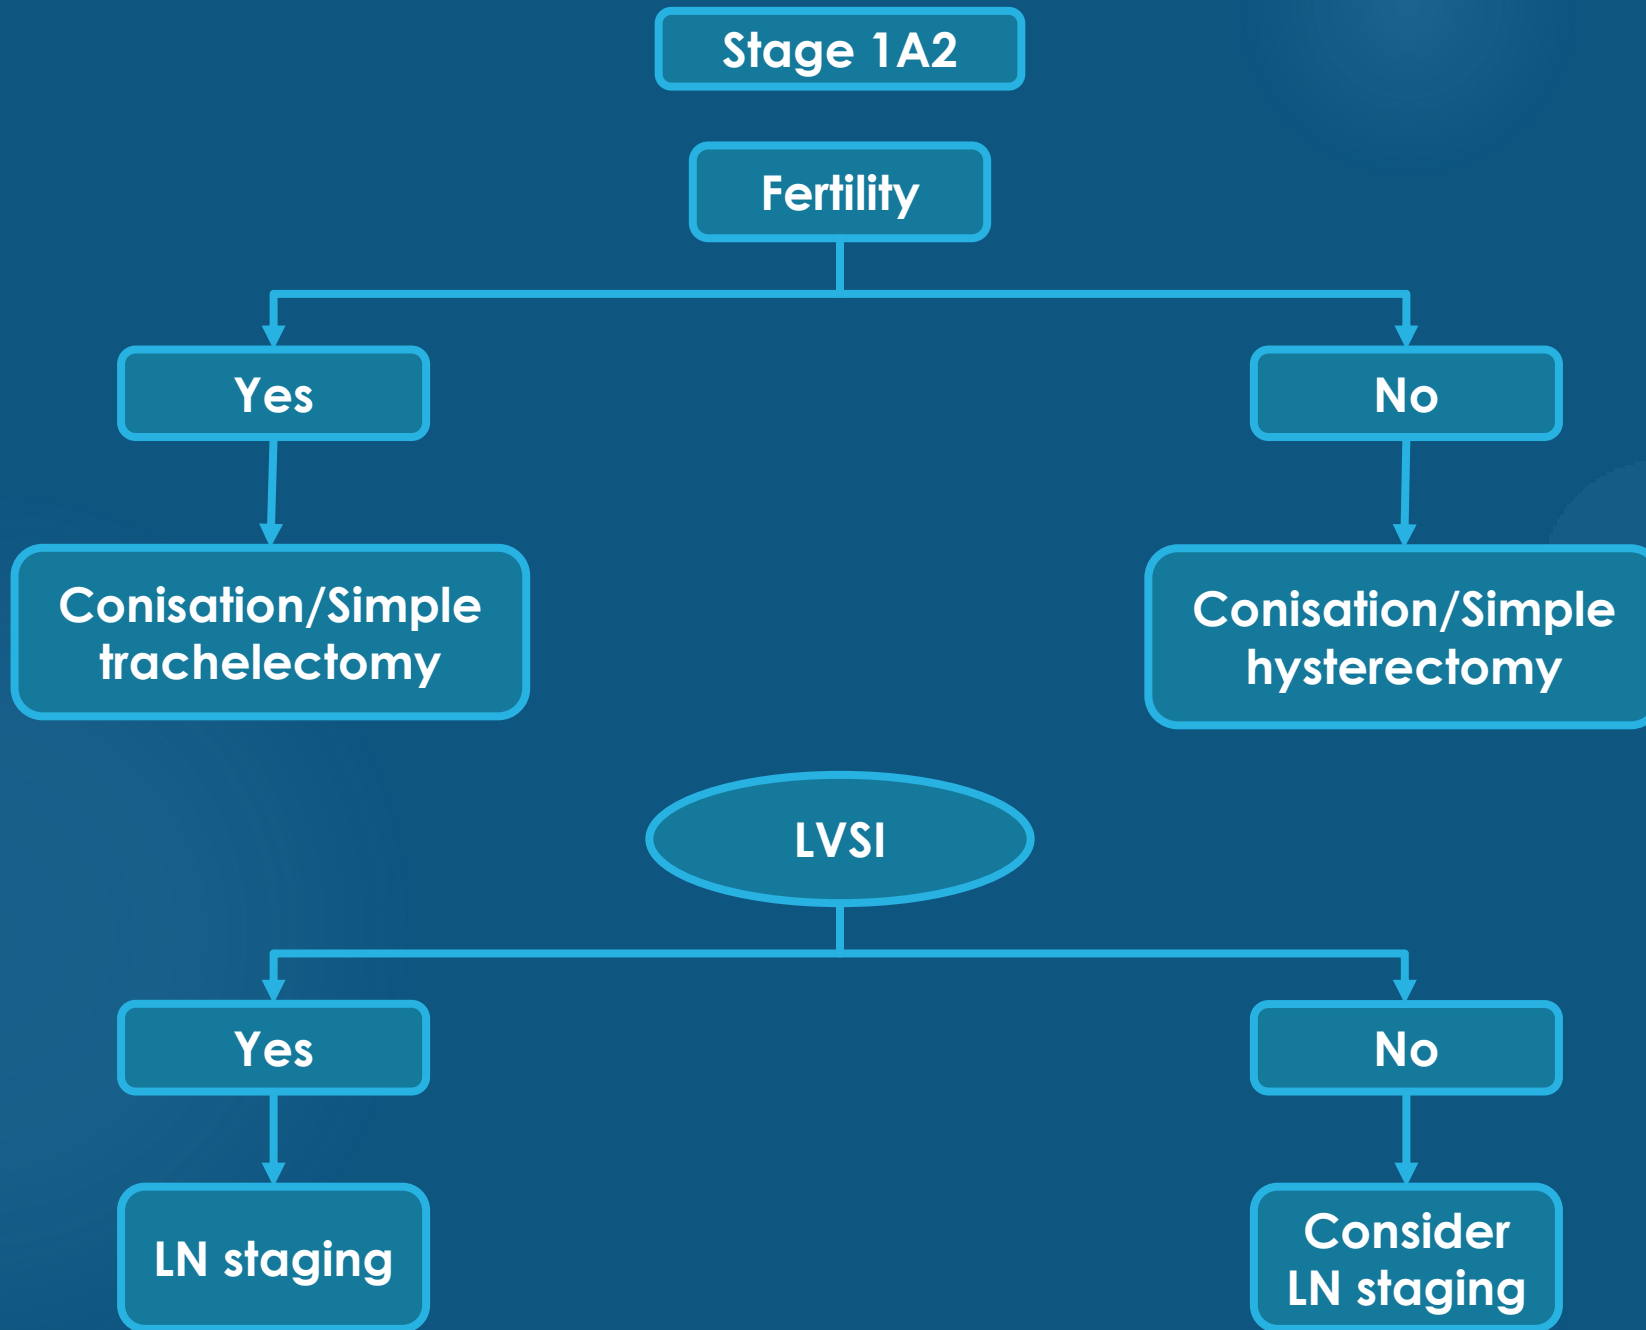 Stage 1A2
Fertility
Yes
No
Conisation/Simple
trachelectomy
Conisation/Simple
hysterectomy
LVSI
Yes
No
LN staging
Consider
LN staging